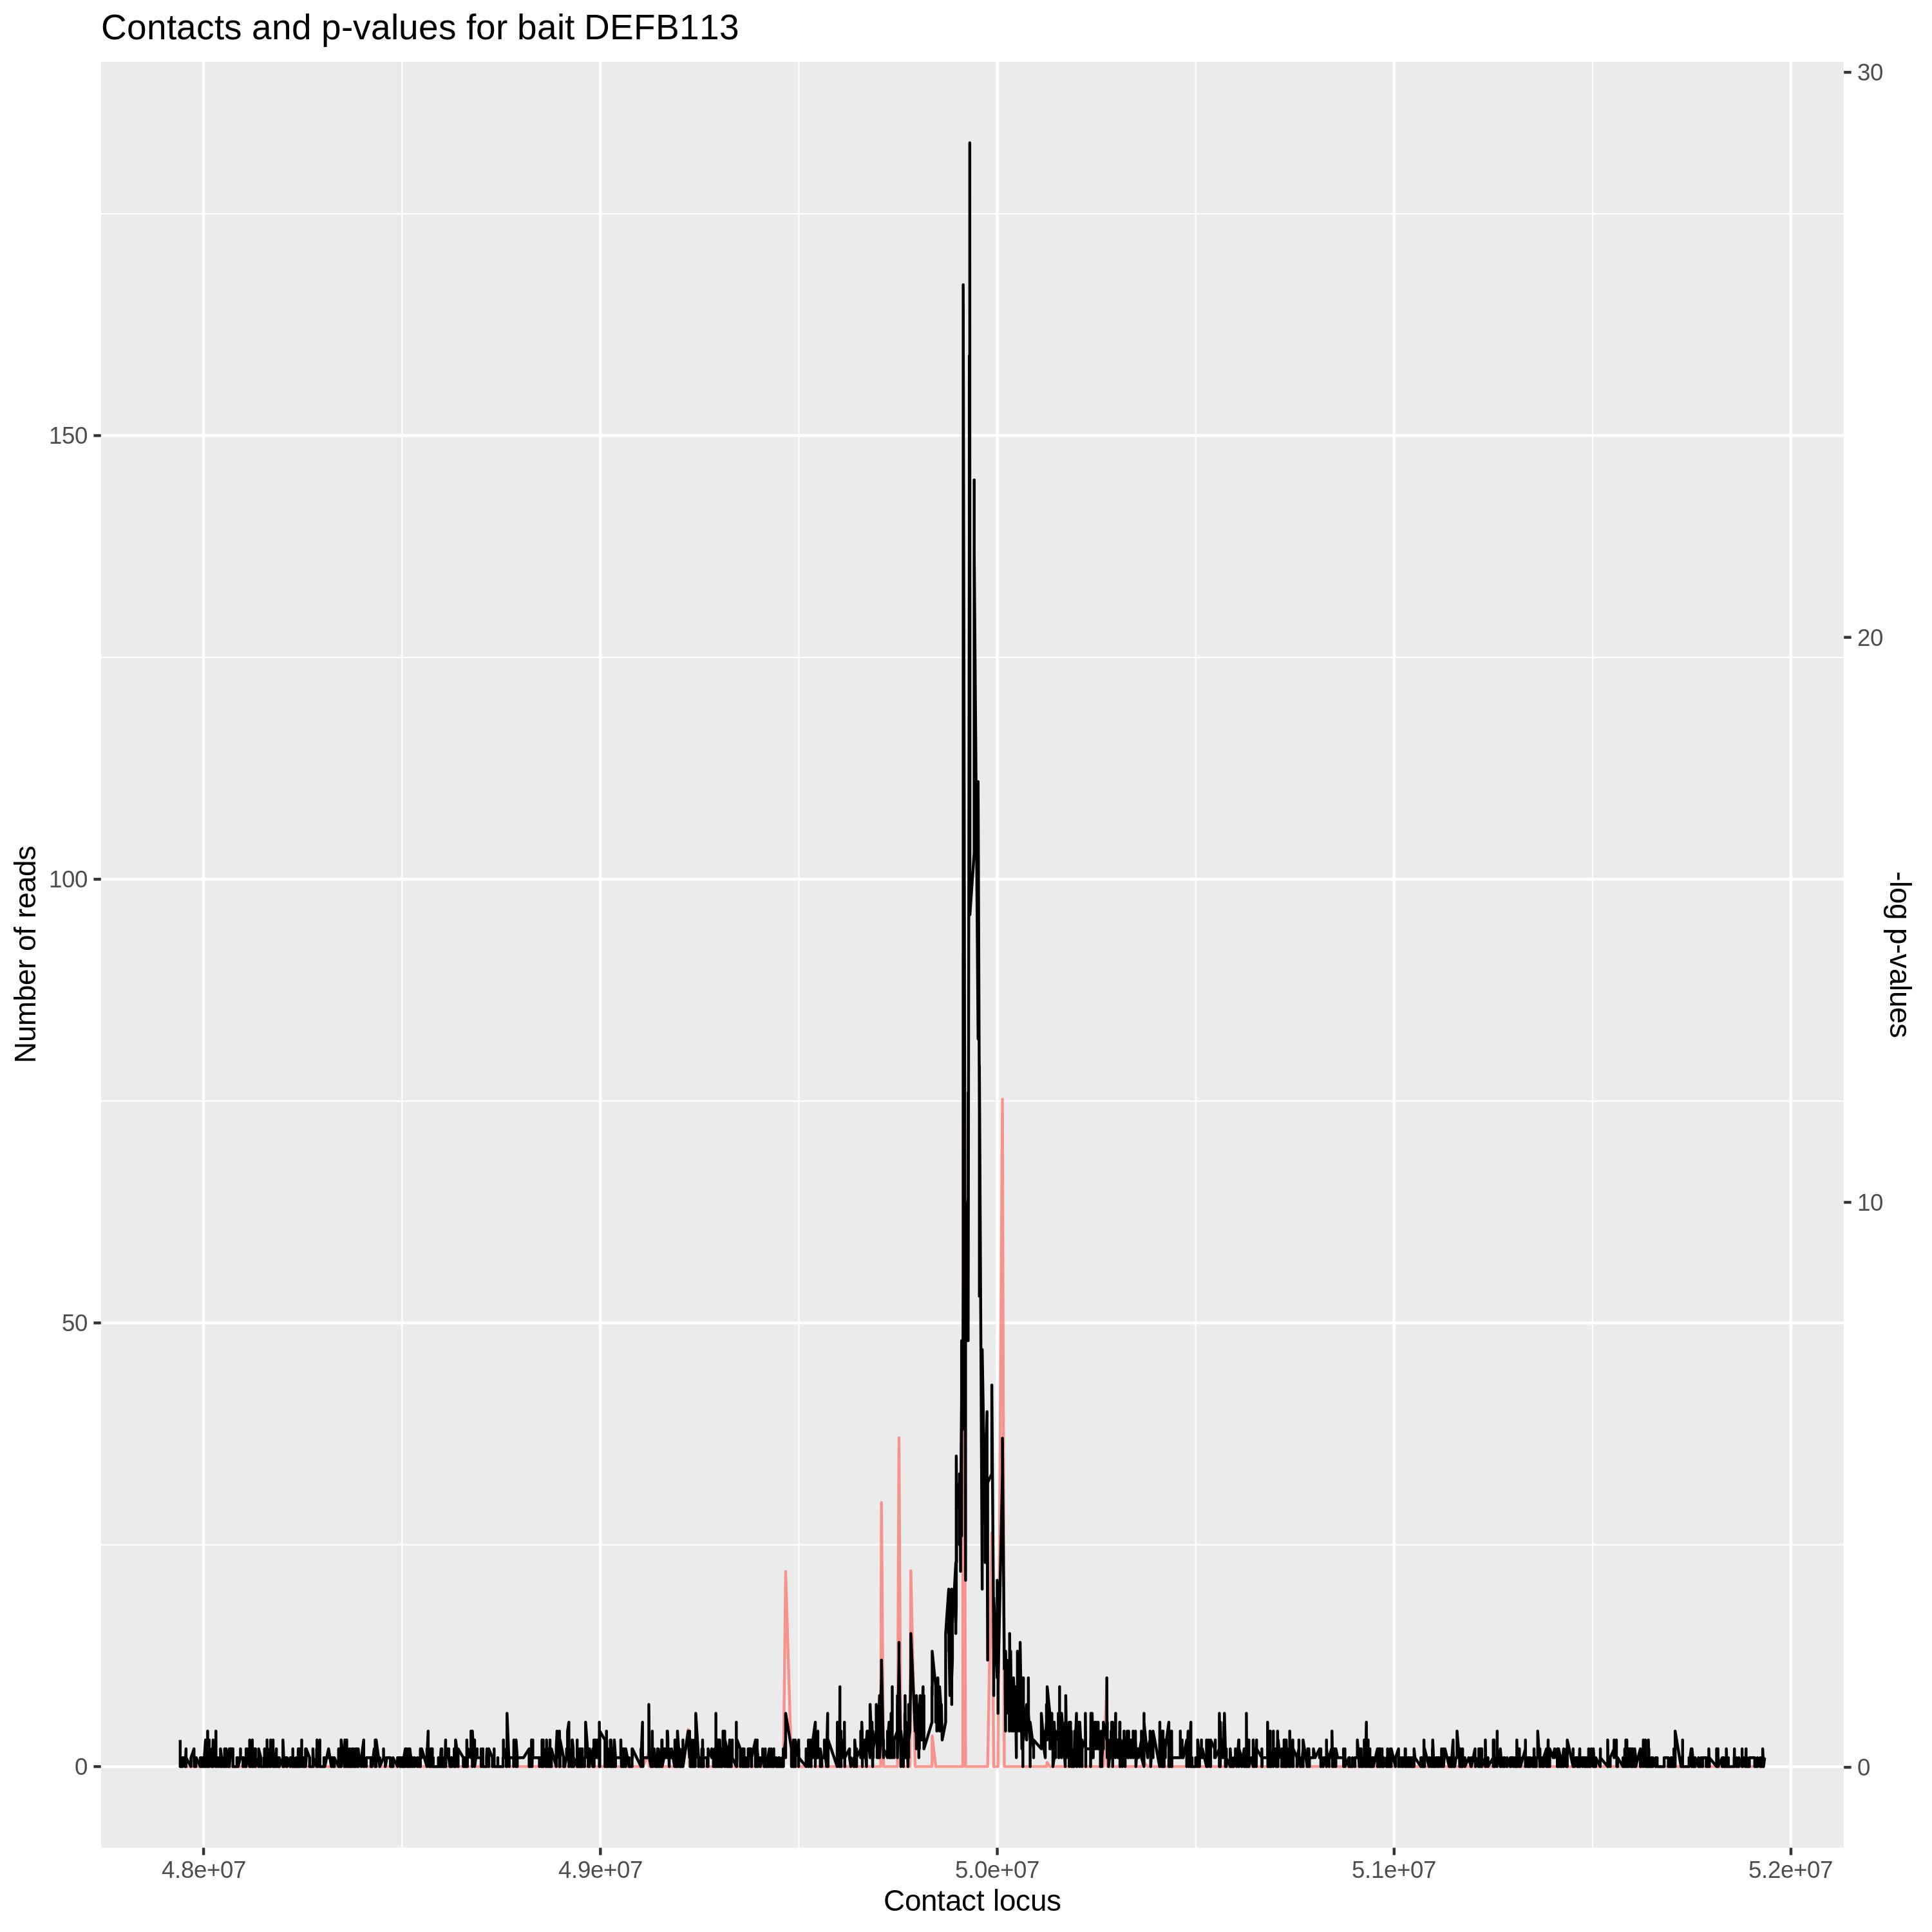 Contacts and p-values for bait DEFB113
30
150
20
100
Number of reads
-log p-values
10
50
0
0
4.8e+07
4.9e+07
5.0e+07
5.1e+07
5.2e+07
Contact locus